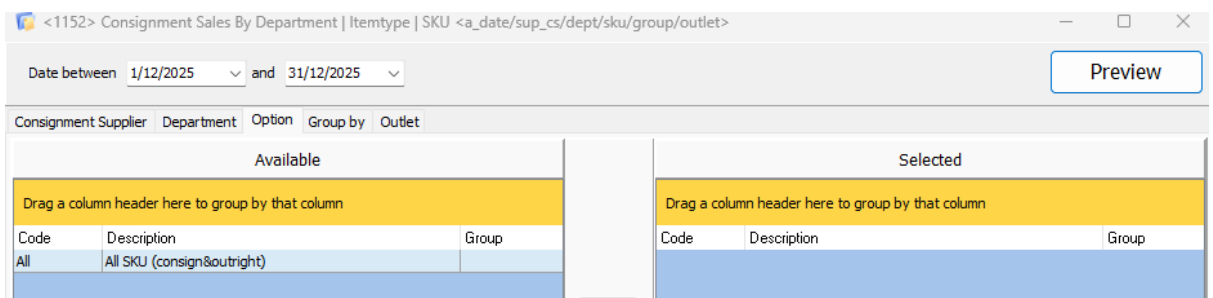 <1152> Consignment Sales By Department | Itemtype | SKU <a_date/sup_cs/dept/sku/group/outlet>
Date between 1/12/2025 and 31/12/2025 Preview
Consignment Supplier Department Option Group by Outlet
Available Selected
Drag a column header here to group by that column Drag a column header here to group by that column
Code Description Group Code Description Group
All All SKU (consign&outright)